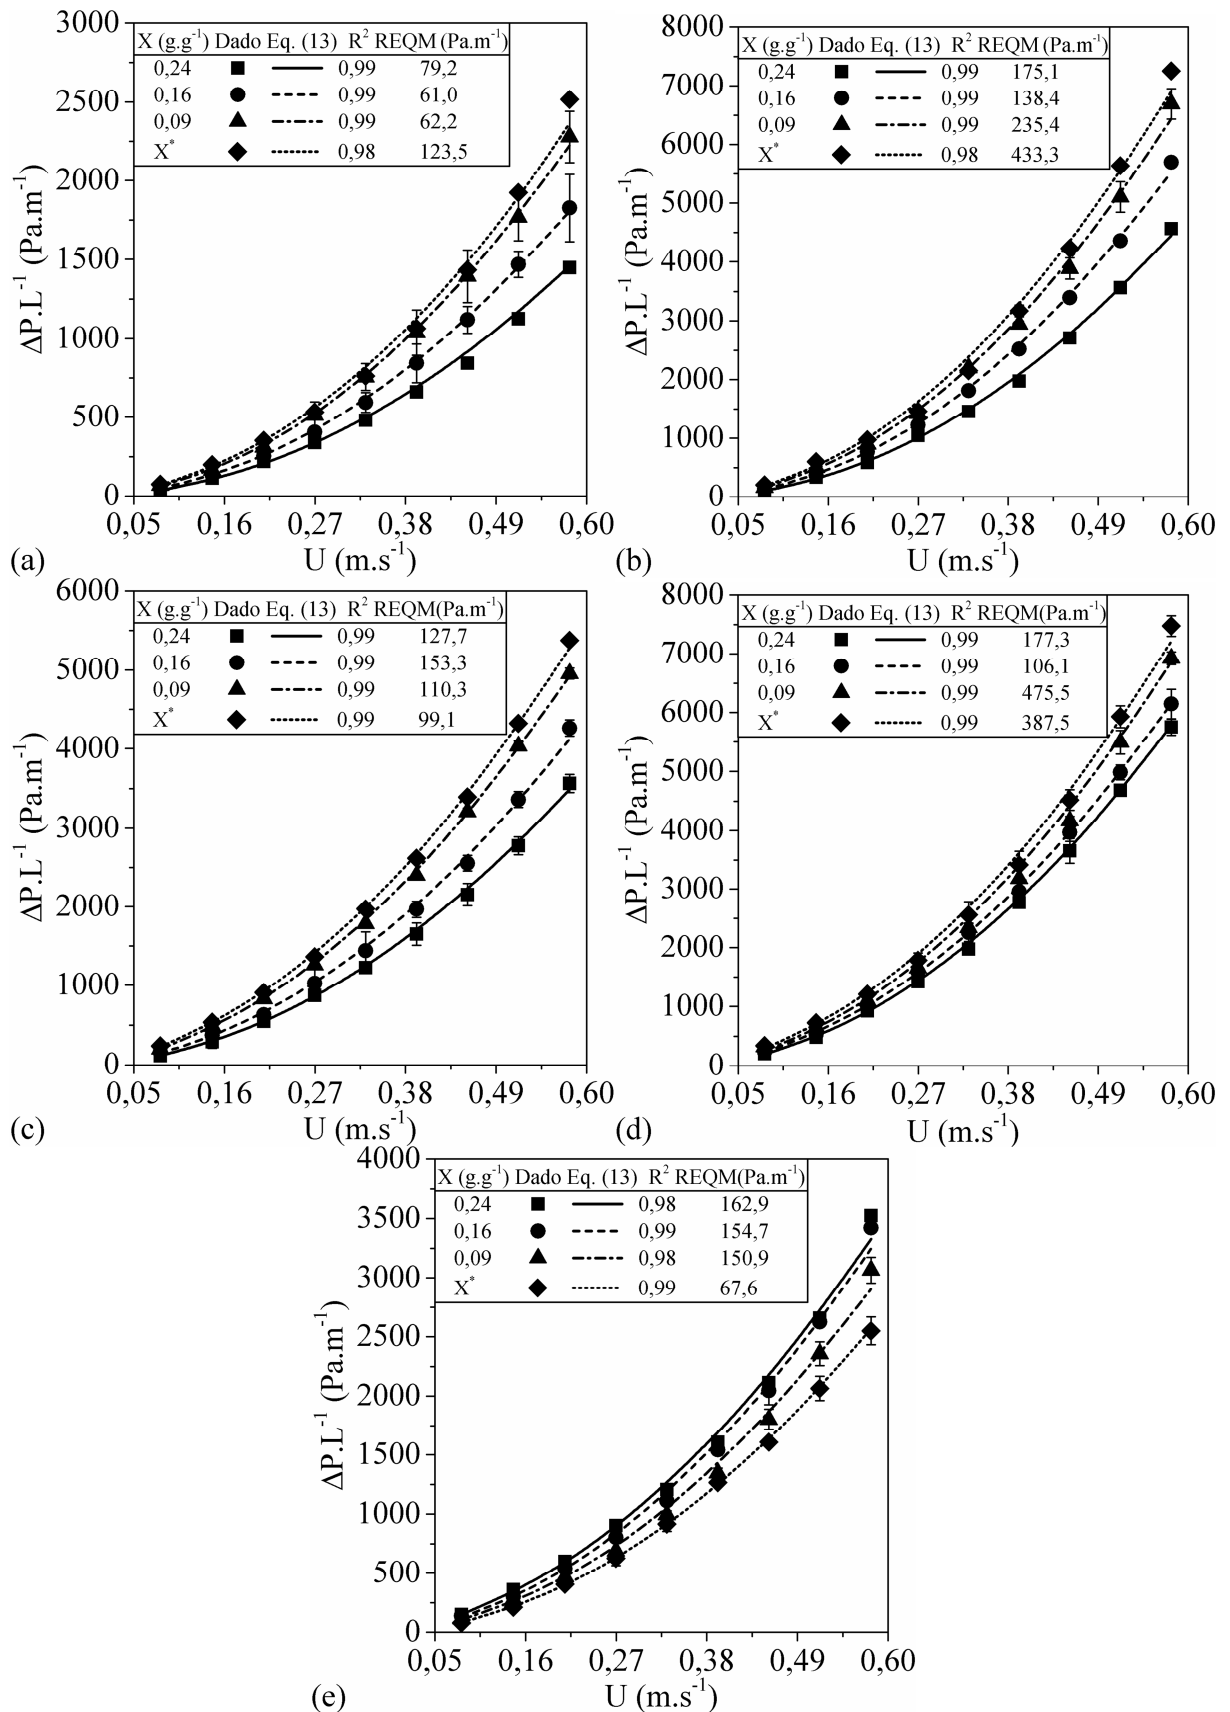 3000
2500
2000
1500
1000
500
0
ΔP.L⁻¹ (Pa.m⁻¹)
X (g.g⁻¹) Dado Eq. (13) R² REQM (Pa.m⁻¹)
0,24 0,99 79,2
0,16 0,99 61,0
0,09 0,99 62,2
X* 0,98 123,5
0,05 0,16 0,27 0,38 0,49 0,60
(a) U (m.s⁻¹)
8000
7000
6000
5000
4000
3000
2000
1000
0
ΔP.L⁻¹ (Pa.m⁻¹)
X (g.g⁻¹) Dado Eq. (13) R² REQM (Pa.m⁻¹)
0,24 0,99 175,1
0,16 0,99 138,4
0,09 0,99 235,4
X* 0,98 433,3
0,05 0,16 0,27 0,38 0,49 0,60
(b) U (m.s⁻¹)
6000
5000
4000
3000
2000
1000
0
ΔP.L⁻¹ (Pa.m⁻¹)
X (g.g⁻¹) Dado Eq. (13) R² REQM(Pa.m⁻¹)
0,24 0,99 127,7
0,16 0,99 153,3
0,09 0,99 110,3
X* 0,99 99,1
0,05 0,16 0,27 0,38 0,49 0,60
(c) U (m.s⁻¹)
8000
7000
6000
5000
4000
3000
2000
1000
0
ΔP.L⁻¹ (Pa.m⁻¹)
X (g.g⁻¹) Dado Eq. (13) R² REQM(Pa.m⁻¹)
0,24 0,99 177,3
0,16 0,99 106,1
0,09 0,99 475,5
X* 0,99 387,5
0,05 0,16 0,27 0,38 0,49 0,60
(d) U (m.s⁻¹)
4000
3500
3000
2500
2000
1500
1000
500
0
ΔP.L⁻¹ (Pa.m⁻¹)
X (g.g⁻¹) Dado Eq. (13) R² REQM(Pa.m⁻¹)
0,24 0,98 162,9
0,16 0,99 154,7
0,09 0,98 150,9
X* 0,99 67,6
0,05 0,16 0,27 0,38 0,49 0,60
(e) U (m.s⁻¹)